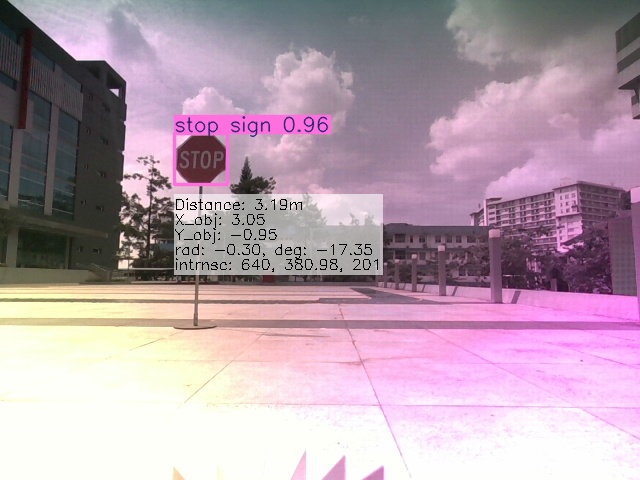 stop sign 0.96
STOP
Distance: 3.19m
X_obj: 3.05
Y_obj: -0.95
rad: -0.30, deg: -17.35
intrnsc: 640, 380.98, 201